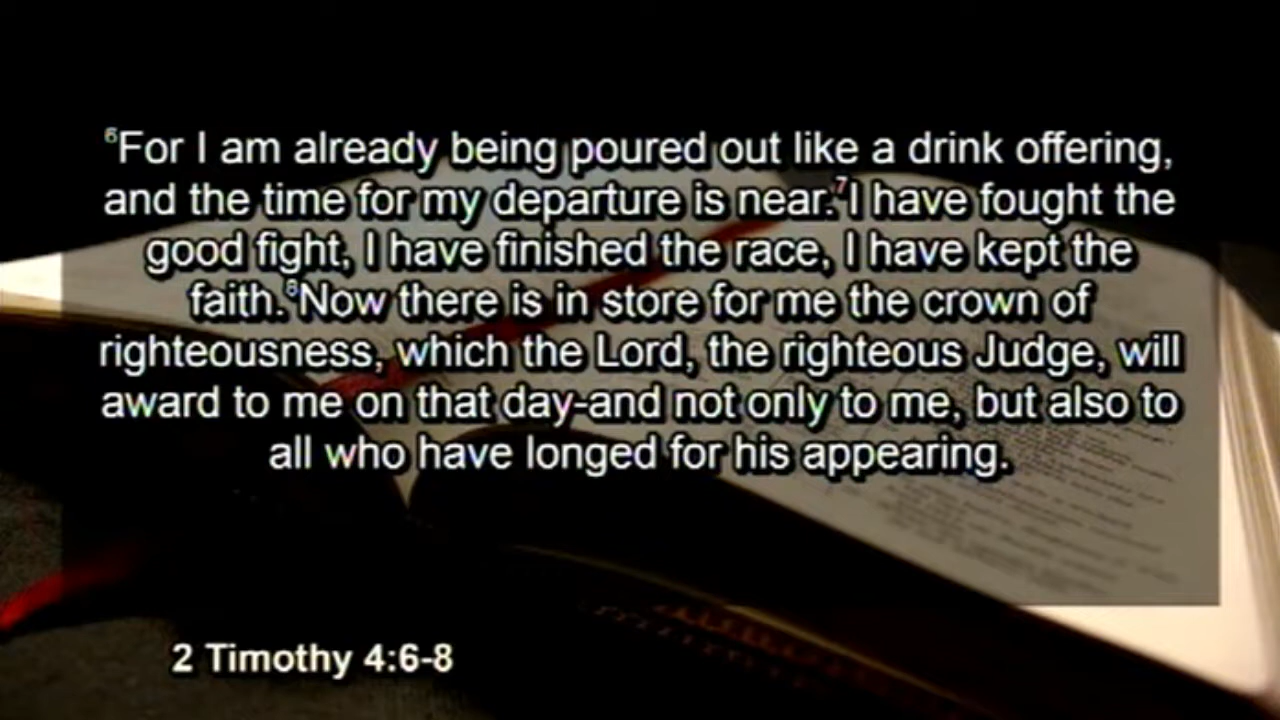 ⁶For I am already being poured out like a drink offering,
and the time for my departure is near.⁷I have fought the
good fight, I have finished the race, I have kept the
faith.⁸Now there is in store for me the crown of
righteousness, which the Lord, the righteous Judge, will
award to me on that day-and not only to me, but also to
all who have longed for his appearing.
2 Timothy 4:6-8